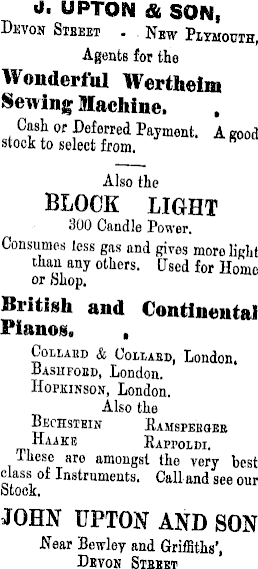 J. UPTON & SON,
DEVON STREET - NEW PLYMOUTH,
Agents for the
Wonderful Wertheim
Sewing Machine.
Cash or Deferred Payment. A good
stock to select from.
Also the
BLOCK LIGHT
300 Candle Power.
Consumes less gas and gives more light
than any others. Used for Home
or Shop.
British and Continental
Pianos.
COLLARD & COLLARD, London.
BASHFORD, London.
HOPKINSON, London.
Also the
BECHSTEIN RAMSPERGER
HAAKE RAPPOLDI.
These are amongst the very best
class of Instruments. Call and see our
Stock.
JOHN UPTON AND SON
Near Bewley and Griffiths',
DEVON STREET